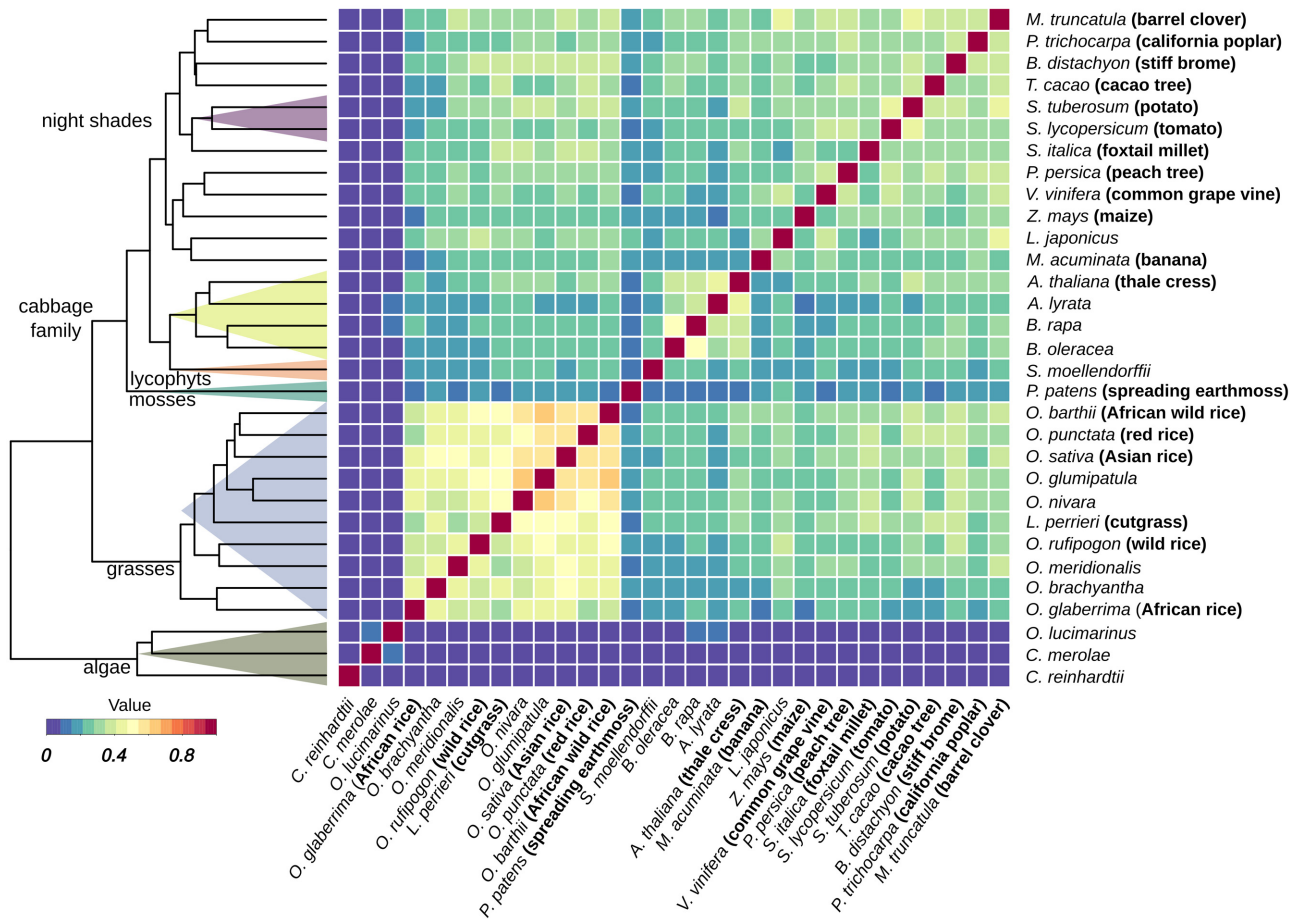 night shades
cabbage
family
lycophyts
mosses
grasses
algae
M. truncatula (barrel clover)
P. trichocarpa (california poplar)
B. distachyon (stiff brome)
T. cacao (cacao tree)
S. tuberosum (potato)
S. lycopersicum (tomato)
S. italica (foxtail millet)
P. persica (peach tree)
V. vinifera (common grape vine)
Z. mays (maize)
L. japonicus
M. acuminata (banana)
A. thaliana (thale cress)
A. lyrata
B. rapa
B. oleracea
S. moellendorffii
P. patens (spreading earthmoss)
O. barthii (African wild rice)
O. punctata (red rice)
O. sativa (Asian rice)
O. glumipatula
O. nivara
L. perrieri (cutgrass)
O. rufipogon (wild rice)
O. meridionalis
O. brachyantha
O. glaberrima (African rice)
O. lucimarinus
C. merolae
C. reinhardtii
Value
0 0.4 0.8
C. reinhardtii
C. merolae
O. lucimarinus
O. glaberrima (African rice)
O. brachyantha
O. meridionalis
O. rufipogon (wild rice)
L. perrieri (cutgrass)
O. nivara
O. glumipatula
O. sativa (Asian rice)
O. punctata (red rice)
O. barthii (African wild rice)
P. patens (spreading earthmoss)
S. moellendorffii
B. oleracea
B. rapa
A. lyrata
A. thaliana (thale cress)
M. acuminata (banana)
L. japonicus
Z. mays (maize)
V. vinifera (common grape vine)
P. persica (peach tree)
S. italica (foxtail millet)
S. lycopersicum (tomato)
S. tuberosum (potato)
T. cacao (cacao tree)
B. distachyon (stiff brome)
P. trichocarpa (california poplar)
M. truncatula (barrel clover)